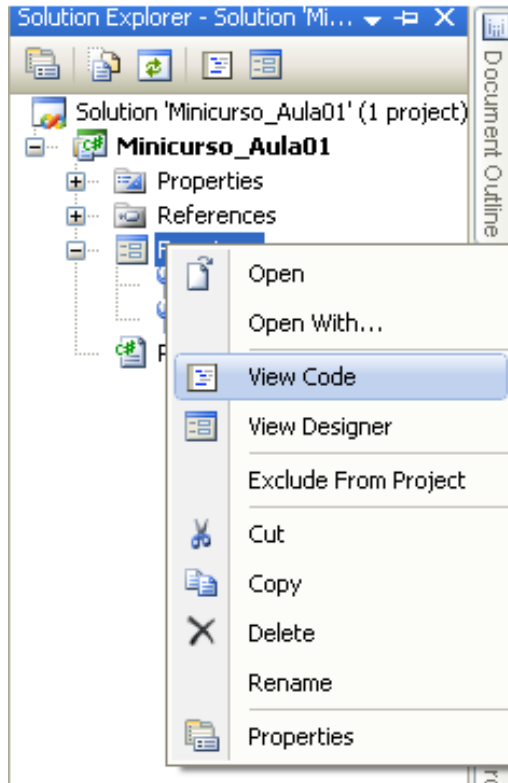 Solution Explorer - Solution 'Mi...
Solution 'Minicurso_Aula01' (1 project)
Minicurso_Aula01
Properties
References
Open
Open With...
View Code
View Designer
Exclude From Project
Cut
Copy
Delete
Rename
Properties
Document Outline